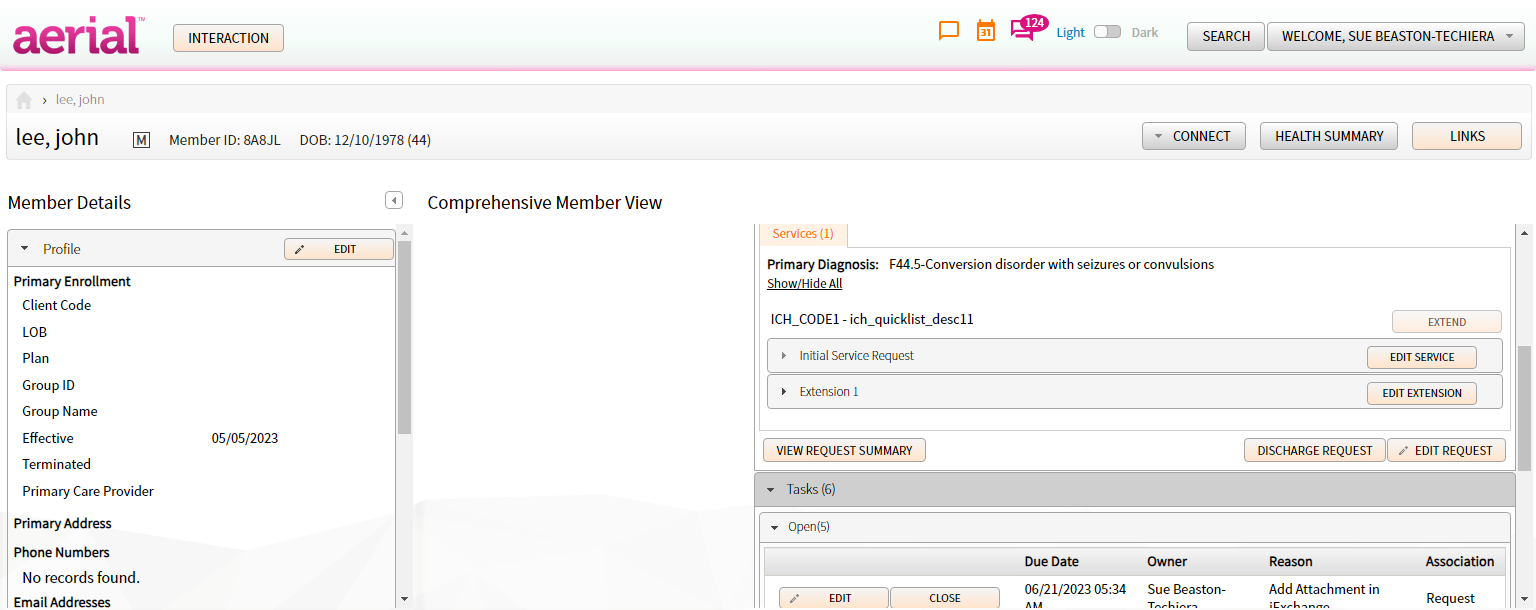 aerial™
INTERACTION
31
124
Light
Dark
SEARCH
WELCOME, SUE BEASTON-TECHIERA
› lee, john
lee, john
M
Member ID: 8A8JL
DOB: 12/10/1978 (44)
CONNECT
HEALTH SUMMARY
LINKS
Member Details
Profile
EDIT
Primary Enrollment
Client Code
LOB
Plan
Group ID
Group Name
Effective 05/05/2023
Terminated
Primary Care Provider
Primary Address
Phone Numbers
No records found.
Email Addresses
Comprehensive Member View
Services (1)
Primary Diagnosis: F44.5-Conversion disorder with seizures or convulsions
Show/Hide All
ICH_CODE1 - ich_quicklist_desc11
EXTEND
Initial Service Request
EDIT SERVICE
Extension 1
EDIT EXTENSION
VIEW REQUEST SUMMARY
DISCHARGE REQUEST
EDIT REQUEST
Tasks (6)
Open(5)
Due Date Owner Reason Association
EDIT CLOSE 06/21/2023 05:34 AM Sue Beaston-Techiera Add Attachment in iExchange Request